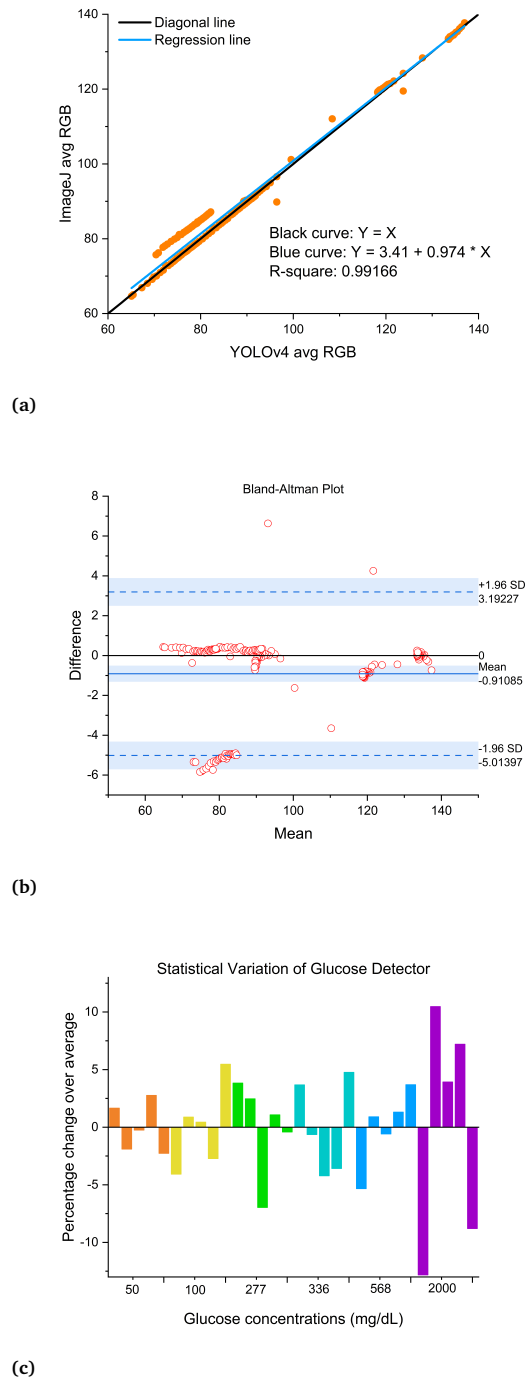 140
Diagonal line
Regression line
120
100
80
60
ImageJ avg RGB
Black curve: Y = X
Blue curve: Y = 3.41 + 0.974 * X
R-square: 0.99166
60 80 100 120 140
YOLOv4 avg RGB
(a)
Bland-Altman Plot
8
6
4
2
0
-2
-4
-6
Difference
+1.96 SD
3.19227
0
Mean
-0.91085
-1.96 SD
-5.01397
60 80 100 120 140
Mean
(b)
Statistical Variation of Glucose Detector
10
5
0
-5
-10
Percentage change over average
50 100 277 336 568 2000
Glucose concentrations (mg/dL)
(c)